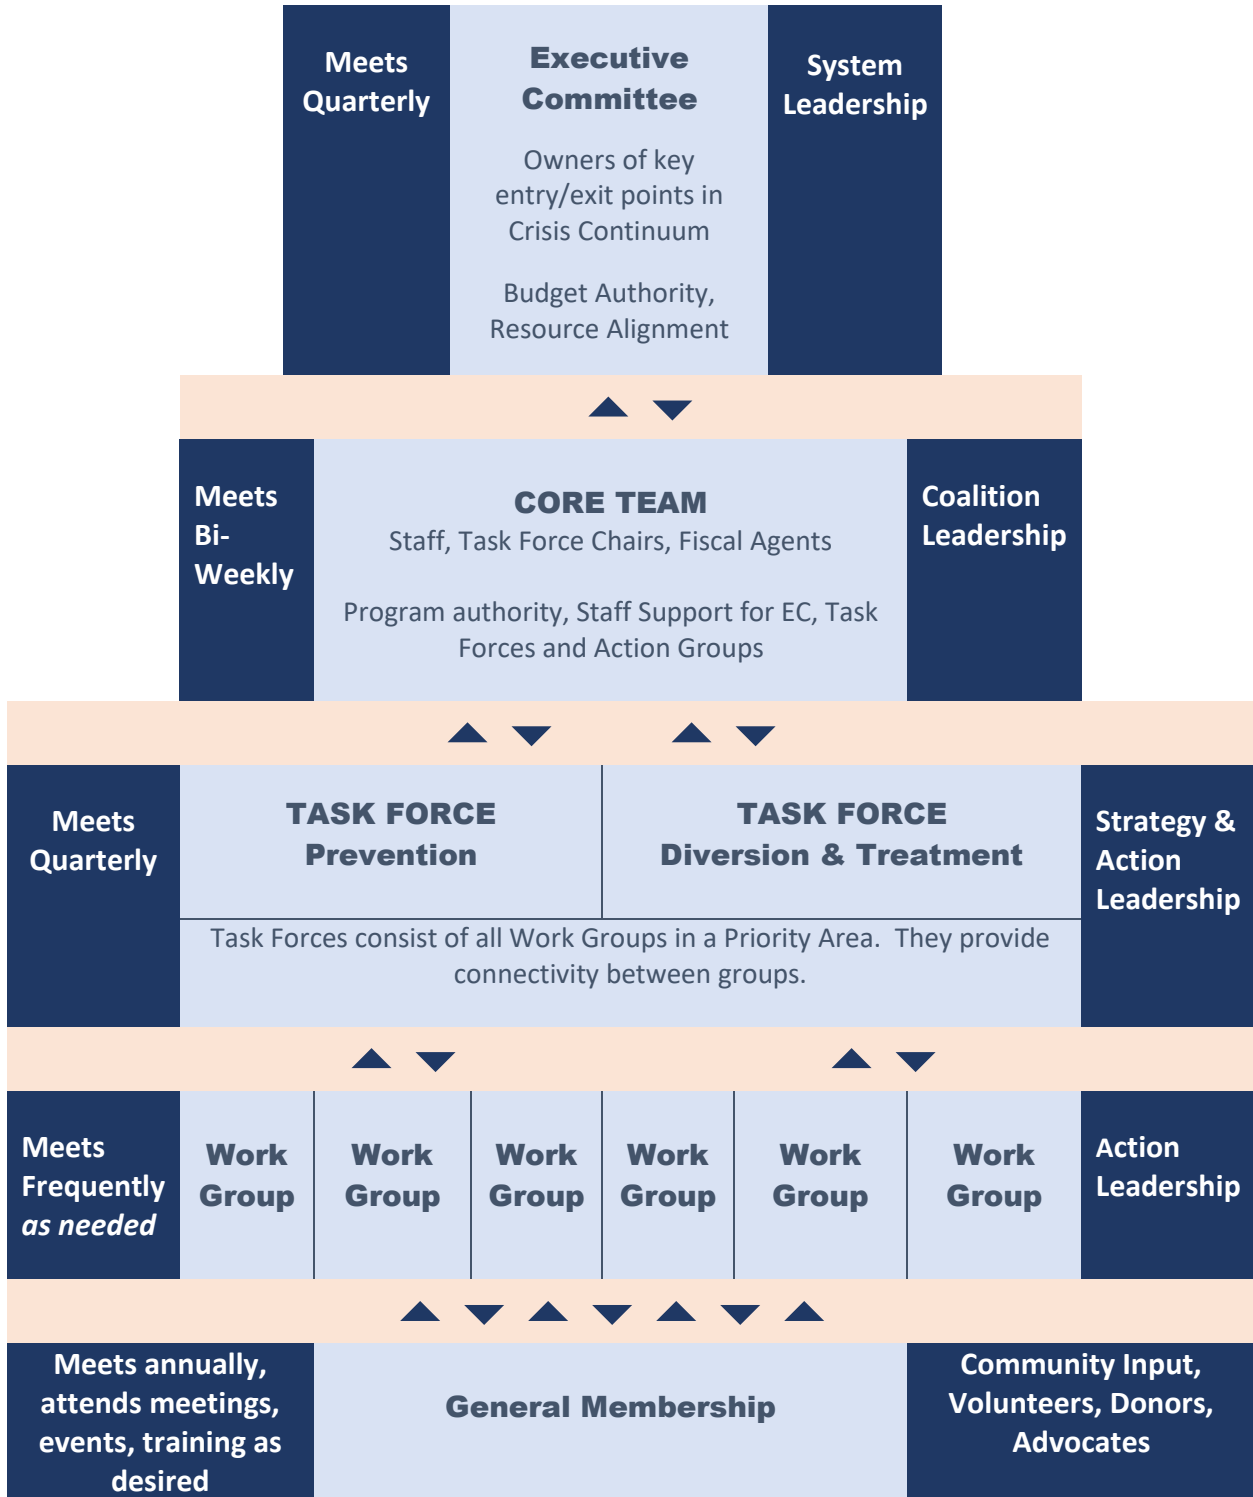 Meets
Quarterly
Executive
Committee
Owners of key
entry/exit points in
Crisis Continuum
Budget Authority,
Resource Alignment
System
Leadership
Meets
Bi-
Weekly
CORE TEAM
Staff, Task Force Chairs, Fiscal Agents
Program authority, Staff Support for EC, Task
Forces and Action Groups
Coalition
Leadership
Meets
Quarterly
TASK FORCE
Prevention
TASK FORCE
Diversion & Treatment
Strategy &
Action
Leadership
Task Forces consist of all Work Groups in a Priority Area.  They provide
connectivity between groups.
Meets
Frequently
as needed
Work
Group
Work
Group
Work
Group
Work
Group
Work
Group
Work
Group
Action
Leadership
Meets annually,
attends meetings,
events, training as
desired
General Membership
Community Input,
Volunteers, Donors,
Advocates